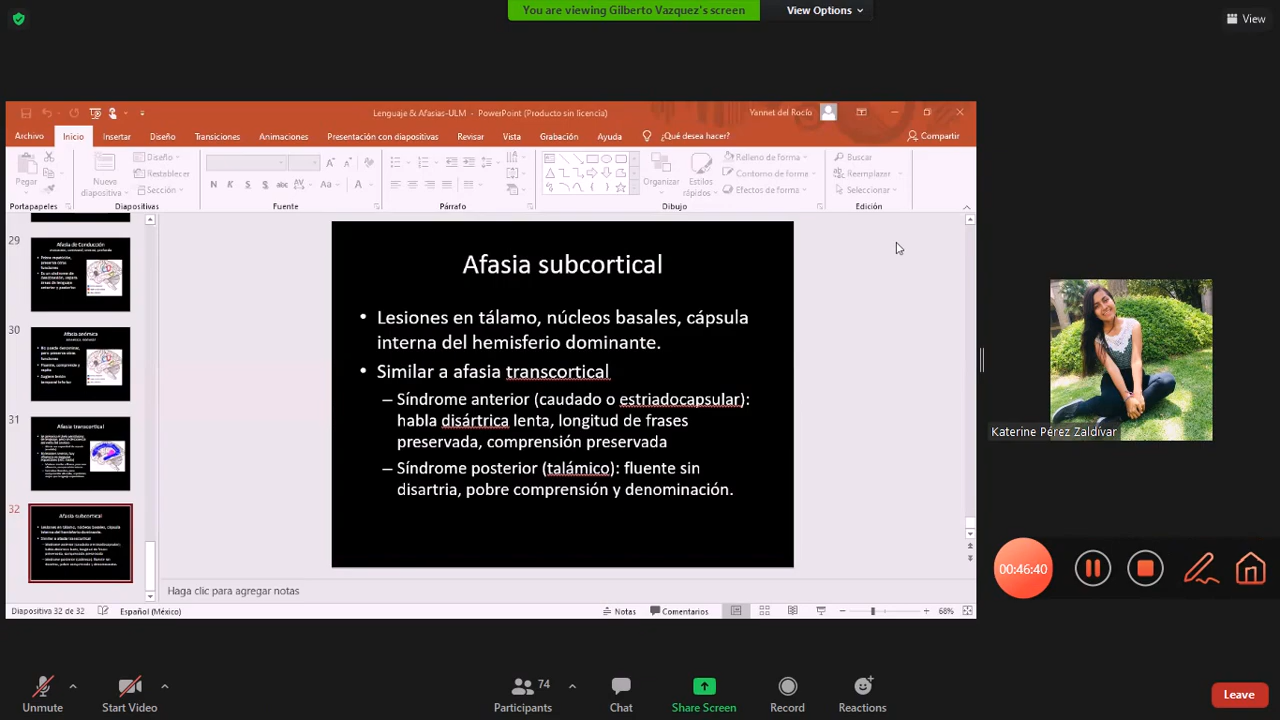 You are viewing Gilberto Vazquez's screen
View Options
View
Lenguaje & Afasias-ULM - PowerPoint (Producto sin licencia)
Yannet del Rocío
Archivo Inicio Insertar Diseño Transiciones Animaciones Presentación con diapositivas Revisar Vista Grabación Ayuda ¿Qué desea hacer? Compartir
Pegar
Nueva diapositiva
Diseño
Restablecer
Sección
N K S S abc AV Aa A
Organizar
Estilos rápidos
Relleno de forma
Contorno de forma
Efectos de forma
Buscar
Reemplazar
Seleccionar
Portapapeles Diapositivas Fuente Párrafo Dibujo Edición
29
Afasia de Conducción
30
Afasia anómica
31
Afasia transcortical
32
Afasia subcortical
Afasia subcortical
• Lesiones en tálamo, núcleos basales, cápsula
interna del hemisferio dominante.
• Similar a afasia transcortical
– Síndrome anterior (caudado o estriadocapsular):
habla disártrica lenta, longitud de frases
preservada, comprensión preservada
– Síndrome posterior (talámico): fluente sin
disartria, pobre comprensión y denominación.
Haga clic para agregar notas
Diapositiva 32 de 32 Español (México) Notas Comentarios 68%
Katerine Pérez Zaldívar
00:46:40
Unmute
Start Video
74
Participants
Chat
Share Screen
Record
Reactions
Leave